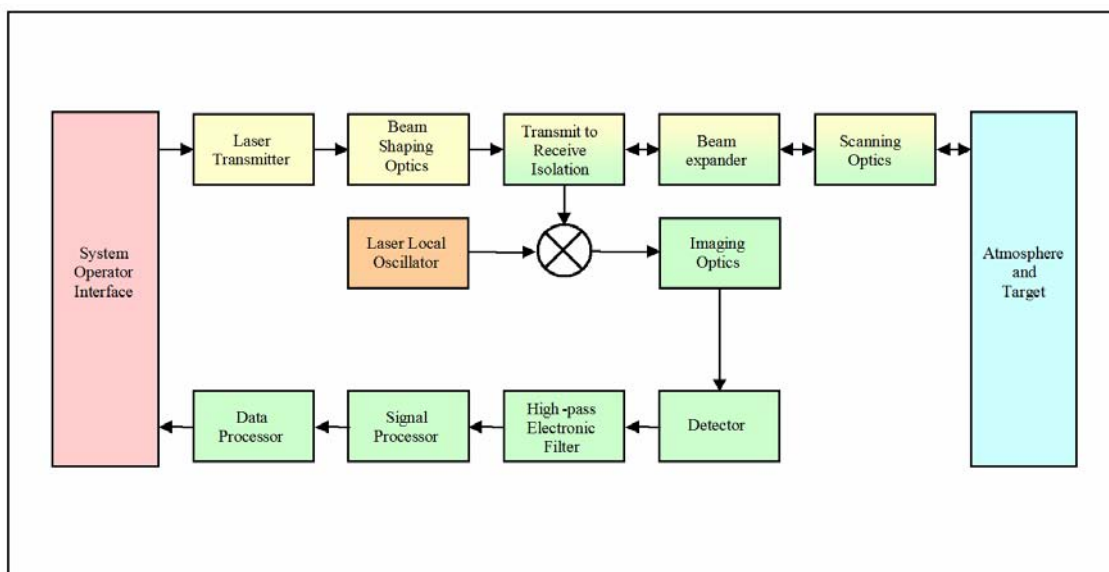 Laser
Transmitter
Beam
Shaping
Optics
Transmit to
Receive
Isolation
Beam
expander
Scanning
Optics
System
Operator
Interface
Laser Local
Oscillator
Imaging
Optics
Atmosphere
and
Target
Data
Processor
Signal
Processor
High -pass
Electronic
Filter
Detector